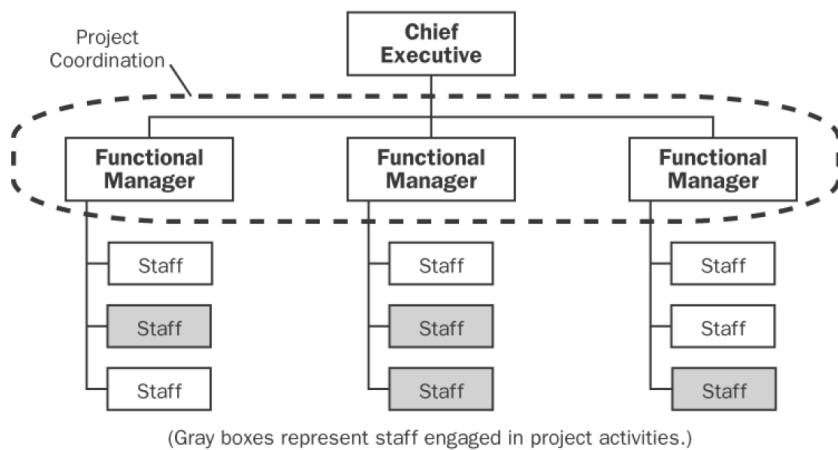 Project
Coordination
Chief
Executive
Functional
Manager
Functional
Manager
Functional
Manager
Staff
Staff
Staff
Staff
Staff
Staff
Staff
Staff
Staff
(Gray boxes represent staff engaged in project activities.)